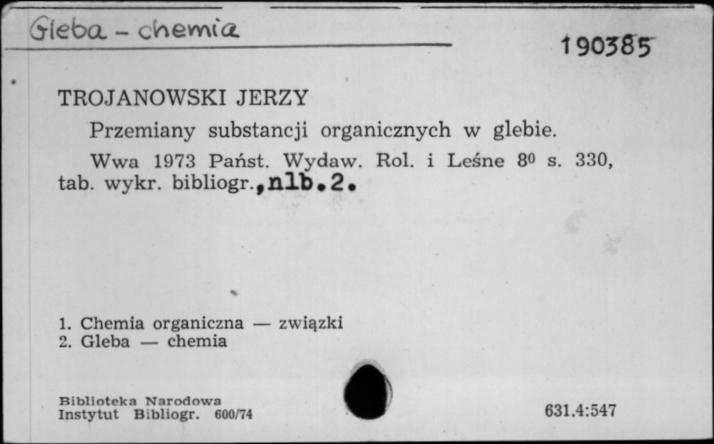 Gleba - chemia
190385
TROJANOWSKI JERZY
Przemiany substancji organicznych w glebie.
Wwa 1973 Państ. Wydaw. Rol. i Leśne 8⁰ s. 330,
tab. wykr. bibliogr., nlb. 2.
1. Chemia organiczna — związki
2. Gleba — chemia
Biblioteka Narodowa
Instytut Bibliogr. 600/74
631.4:547